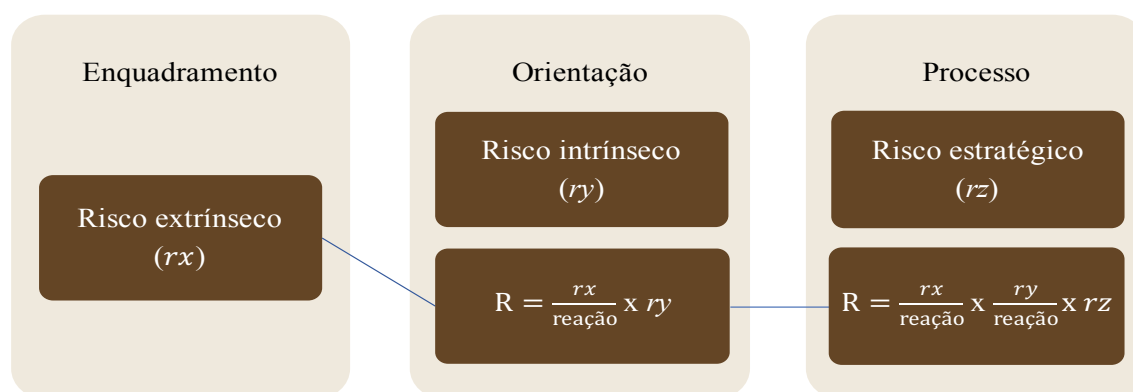 Enquadramento
Risco extrínseco
(rx)
Orientação
Risco intrínseco
(ry)
R = rx/reação x ry
Processo
Risco estratégico
(rz)
R = rx/reação x ry/reação x rz